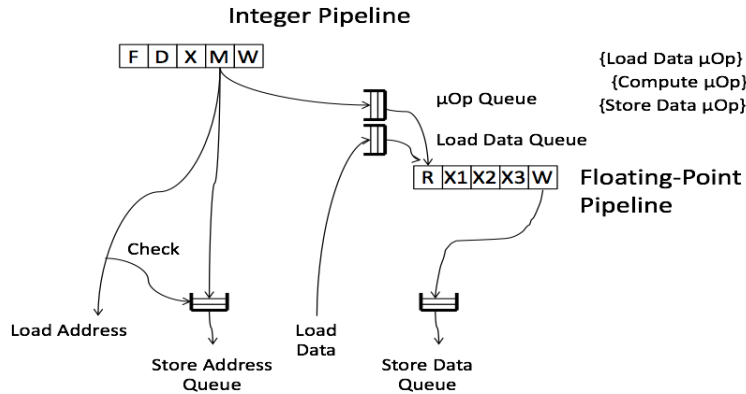 Integer Pipeline
F D X M W
{Load Data μOp}
{Compute μOp}
{Store Data μOp}
μOp Queue
Load Data Queue
R X1 X2 X3 W
Floating-Point
Pipeline
Check
Load Address
Load
Data
Store Address
Queue
Store Data
Queue